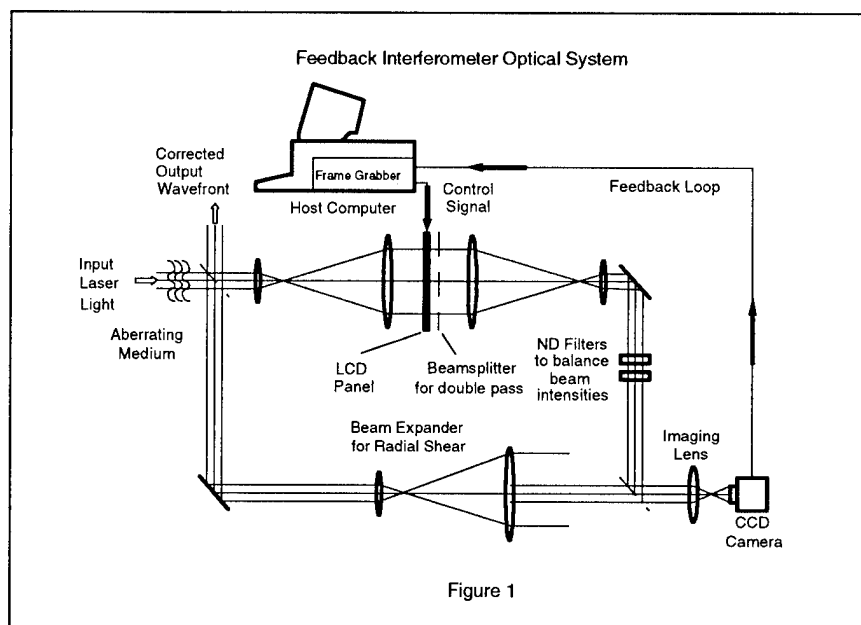 Feedback Interferometer Optical System
Corrected
Output
Wavefront
Frame Grabber
Host Computer
Control
Signal
Feedback Loop
Input
Laser
Light
Aberrating
Medium
LCD
Panel
Beamsplitter
for double pass
ND Filters
to balance
beam
intensities
Beam Expander
for Radial Shear
Imaging
Lens
CCD
Camera
Figure 1